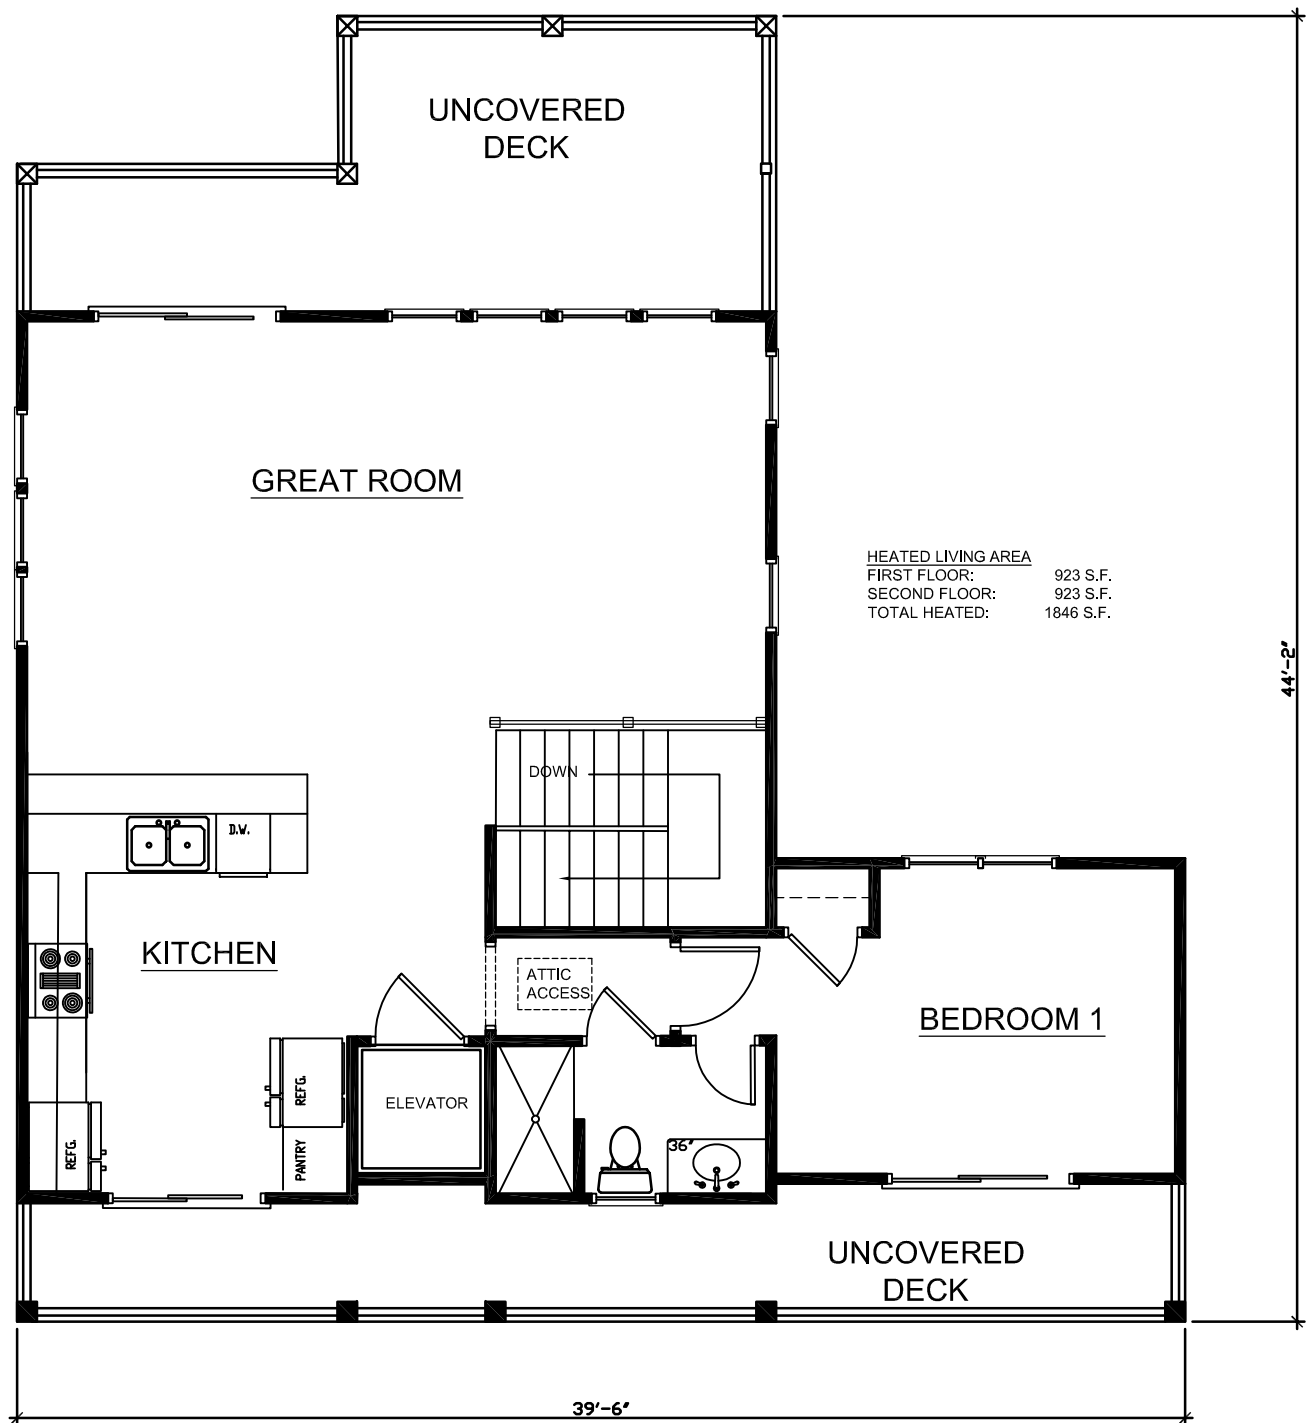 UNCOVERED
DECK
GREAT ROOM
HEATED LIVING AREA
FIRST FLOOR: 923 S.F.
SECOND FLOOR: 923 S.F.
TOTAL HEATED: 1846 S.F.
44'-2"
DOWN
D.W.
KITCHEN
ATTIC
ACCESS
BEDROOM 1
REFG.
ELEVATOR
REFG.
PANTRY
36"
UNCOVERED
DECK
39'-6"